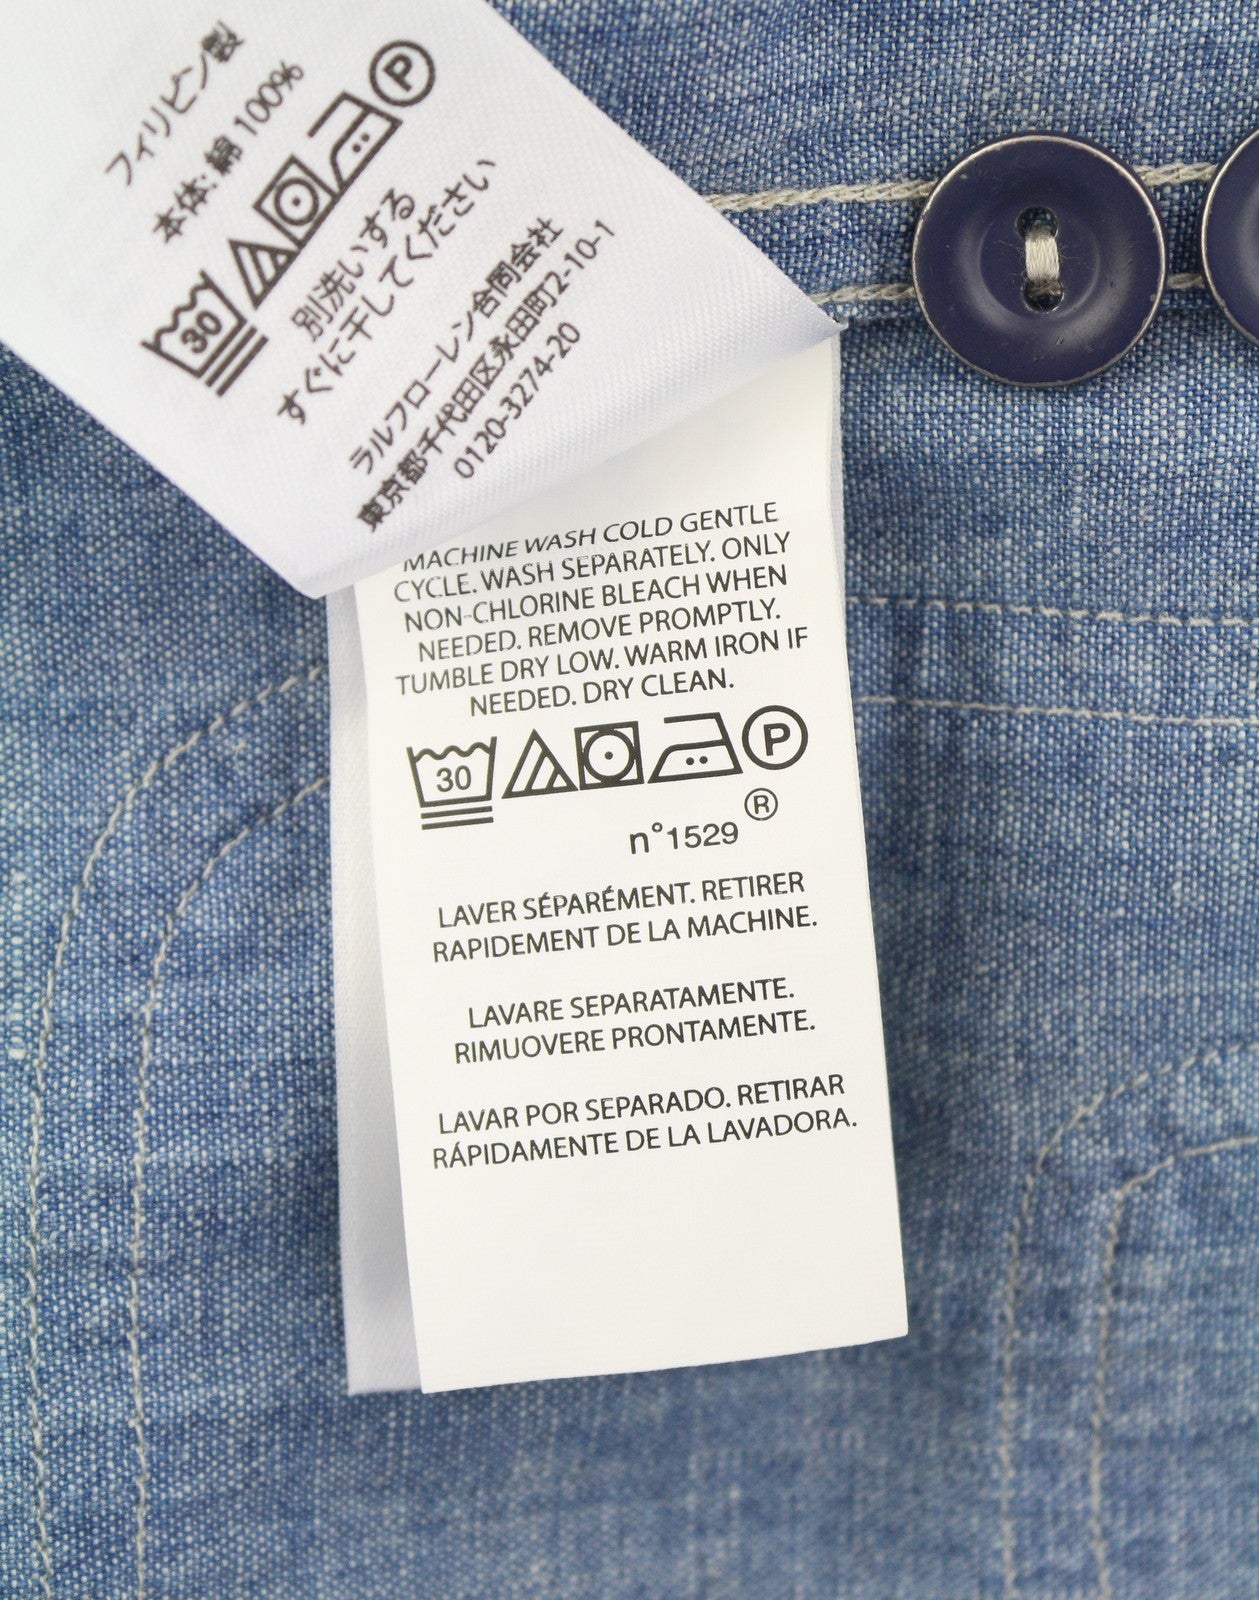 フィリピン製
本体: 綿 100%
30 P
別洗いする
すぐに干してください
ラルフローレン合同会社
東京都千代田区永田町2-10-1
0120-3274-20
MACHINE WASH COLD GENTLE
CYCLE. WASH SEPARATELY. ONLY
NON-CHLORINE BLEACH WHEN
NEEDED. REMOVE PROMPTLY.
TUMBLE DRY LOW. WARM IRON IF
NEEDED. DRY CLEAN.
30 P
n°1529 ®
LAVER SÉPARÉMENT. RETIRER
RAPIDEMENT DE LA MACHINE.
LAVARE SEPARATAMENTE.
RIMUOVERE PRONTAMENTE.
LAVAR POR SEPARADO. RETIRAR
RÁPIDAMENTE DE LA LAVADORA.